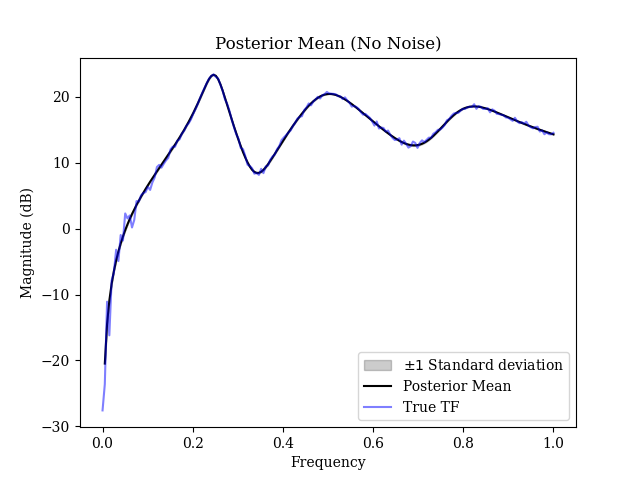 Posterior Mean (No Noise)
Magnitude (dB)
20
10
0
−10
−20
−30
0.0 0.2 0.4 0.6 0.8 1.0
Frequency
±1 Standard deviation
Posterior Mean
True TF